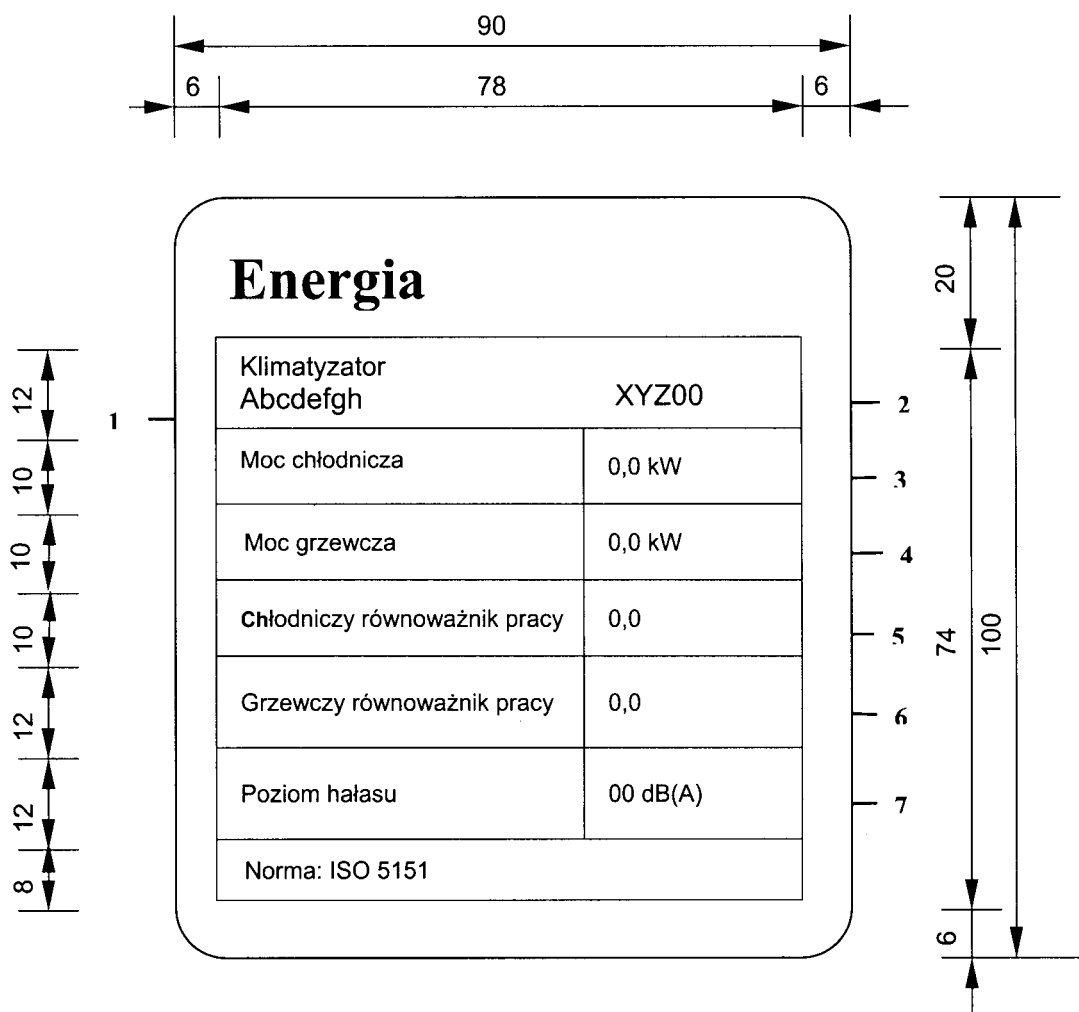 90
6 78 6
Energia
20
Klimatyzator
Abcdefgh XYZ00
12
1
2
Moc chłodnicza 0,0 kW
10
3
Moc grzewcza 0,0 kW
10
4
Chłodniczy równoważnik pracy 0,0
10
5
74
100
Grzewczy równoważnik pracy 0,0
12
6
Poziom hałasu 00 dB(A)
12
7
Norma: ISO 5151
8
6